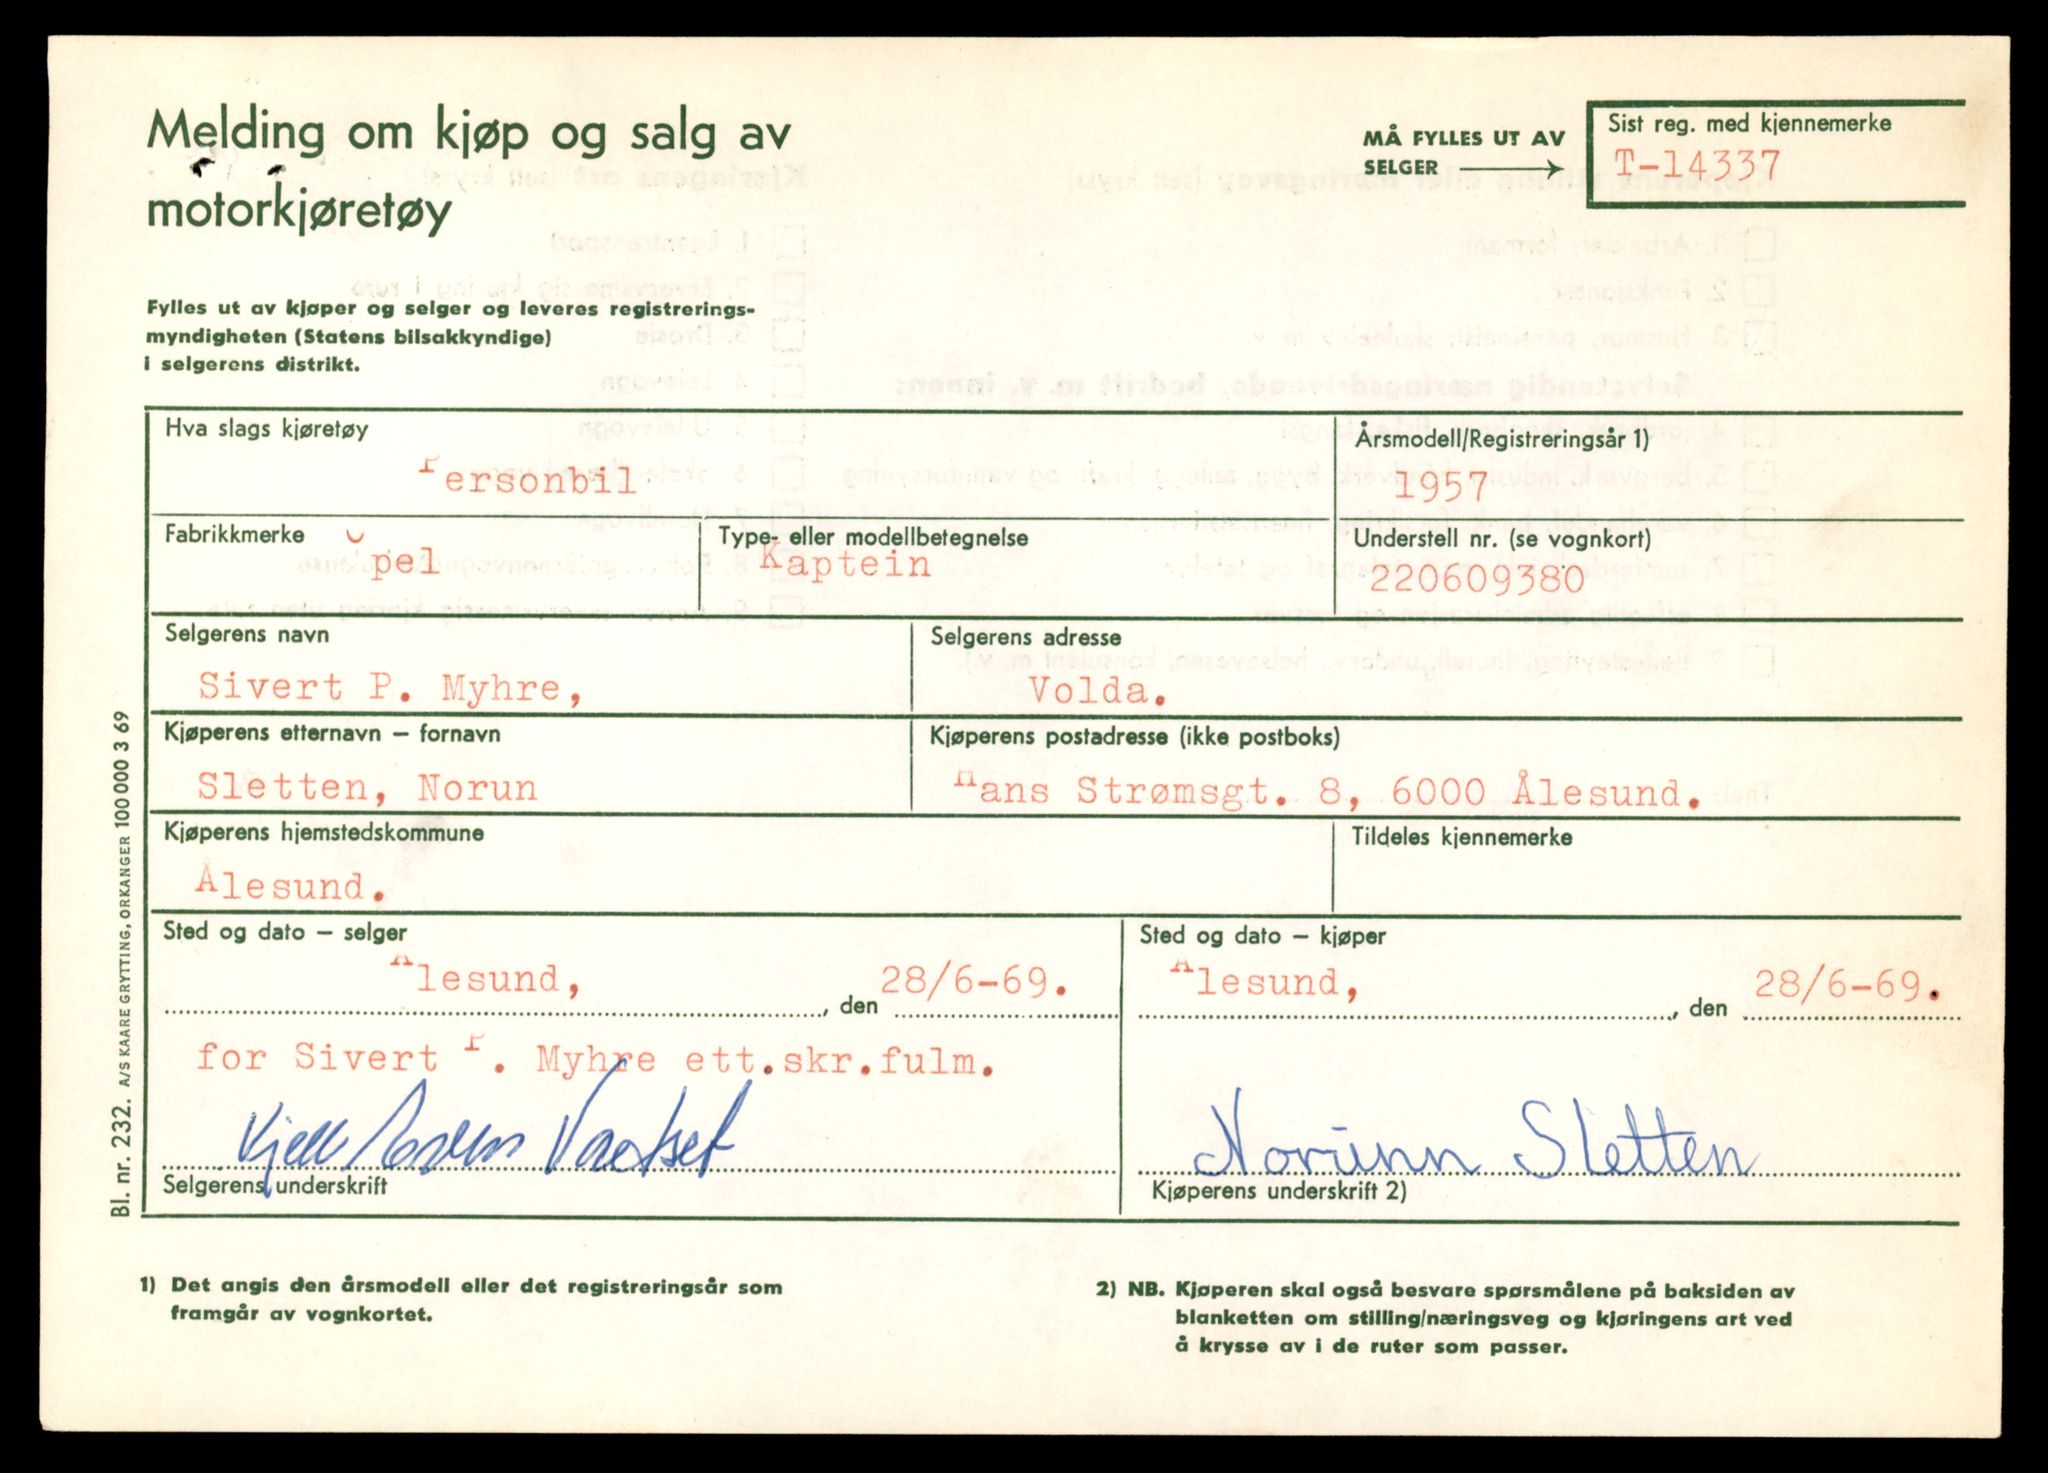 Melding om kjøp og salg av
motorkjøretøy
MÅ FYLLES UT AV
SELGER
Sist reg. med kjennemerke
T-14337
Fylles ut av kjøper og selger og leveres registrerings-
myndigheten (Statens bilsakkyndige)
i selgerens distrikt.
Hva slags kjøretøy
Personbil
Årsmodell/Registreringsår 1)
1957
Fabrikkmerke
Opel
Type- eller modellbetegnelse
Kaptein
Understell nr. (se vognkort)
220609380
Selgerens navn
Sivert P. Myhre,
Selgerens adresse
Volda.
Kjøperens etternavn – fornavn
Sletten, Norun
Kjøperens postadresse (ikke postboks)
Hans Strømsgt. 8, 6000 Ålesund.
Kjøperens hjemstedskommune
Ålesund.
Tildeles kjennemerke
Sted og dato – selger
Ålesund, , den 28/6-69.
Sted og dato – kjøper
Ålesund, , den 28/6-69.
for Sivert P. Myhre ett.skr.fulm.
Kjell
Norunn Sletten
Selgerens underskrift
Kjøperens underskrift 2)
1) Det angis den årsmodell eller det registreringsår som
framgår av vognkortet.
2) NB. Kjøperen skal også besvare spørsmålene på baksiden av
blanketten om stilling/næringsveg og kjøringens art ved
å krysse av i de ruter som passer.
Bl. nr. 232. A/S KAARE GRYTTING, ORKANGER 100 000 3 69